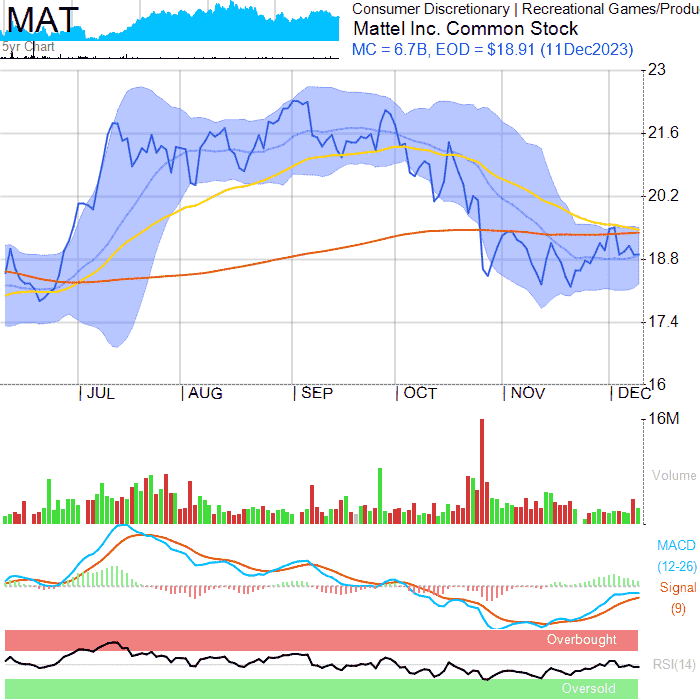 MAT
5yr Chart
Consumer Discretionary | Recreational Games/Produ
Mattel Inc. Common Stock
MC = 6.7B, EOD = $18.91 (11Dec2023)
23
21.6
20.2
18.8
17.4
16
| JUL | AUG | SEP | OCT | NOV | DEC
16M
Volume
MACD
(12-26)
Signal
(9)
Overbought
RSI(14)
Oversold